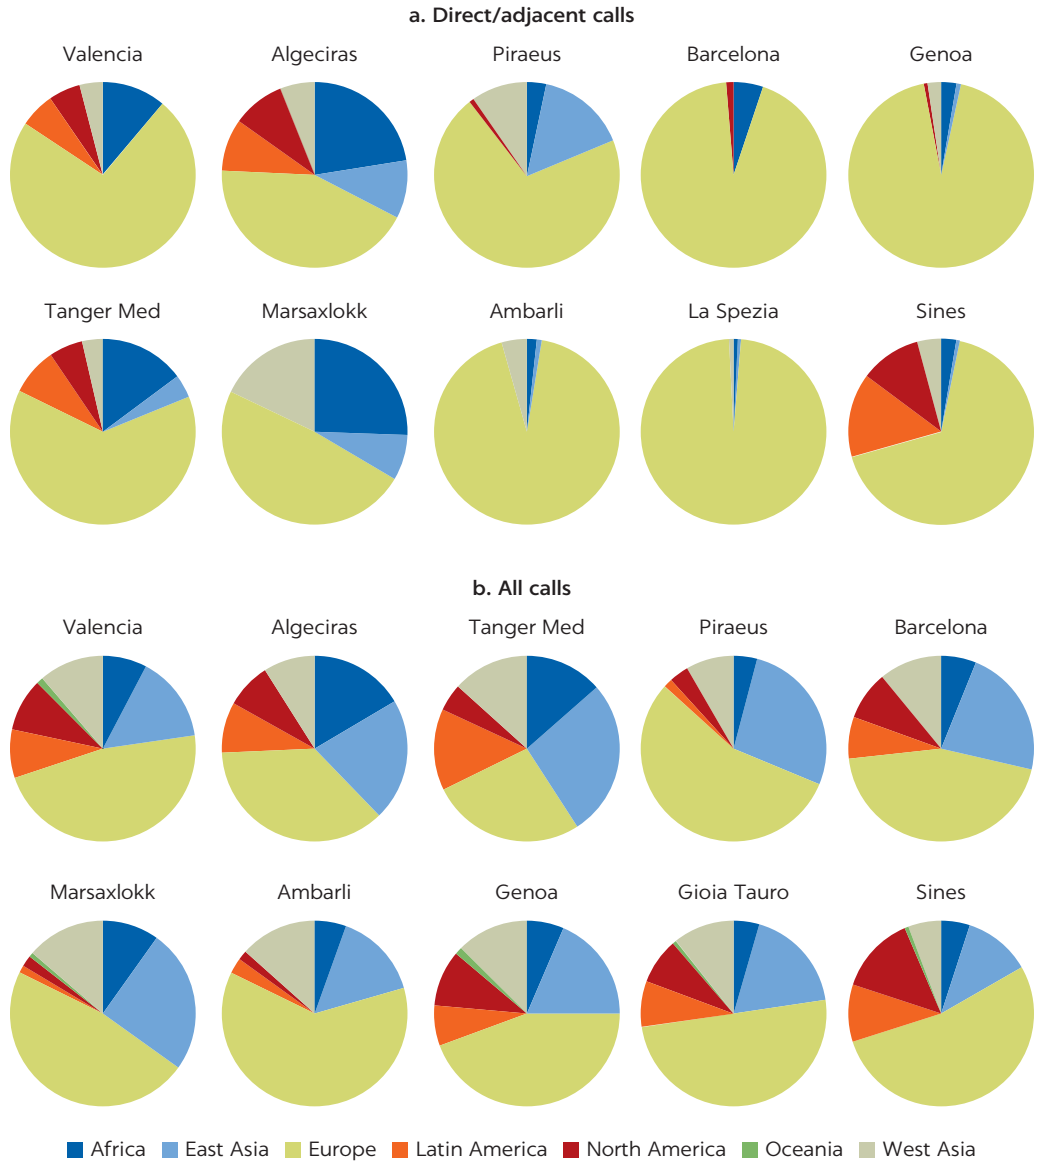 a. Direct/adjacent calls
Valencia
Algeciras
Piraeus
Barcelona
Genoa
Tanger Med
Marsaxlokk
Ambarli
La Spezia
Sines
b. All calls
Valencia
Algeciras
Tanger Med
Piraeus
Barcelona
Marsaxlokk
Ambarli
Genoa
Gioia Tauro
Sines
Africa East Asia Europe Latin America North America Oceania West Asia